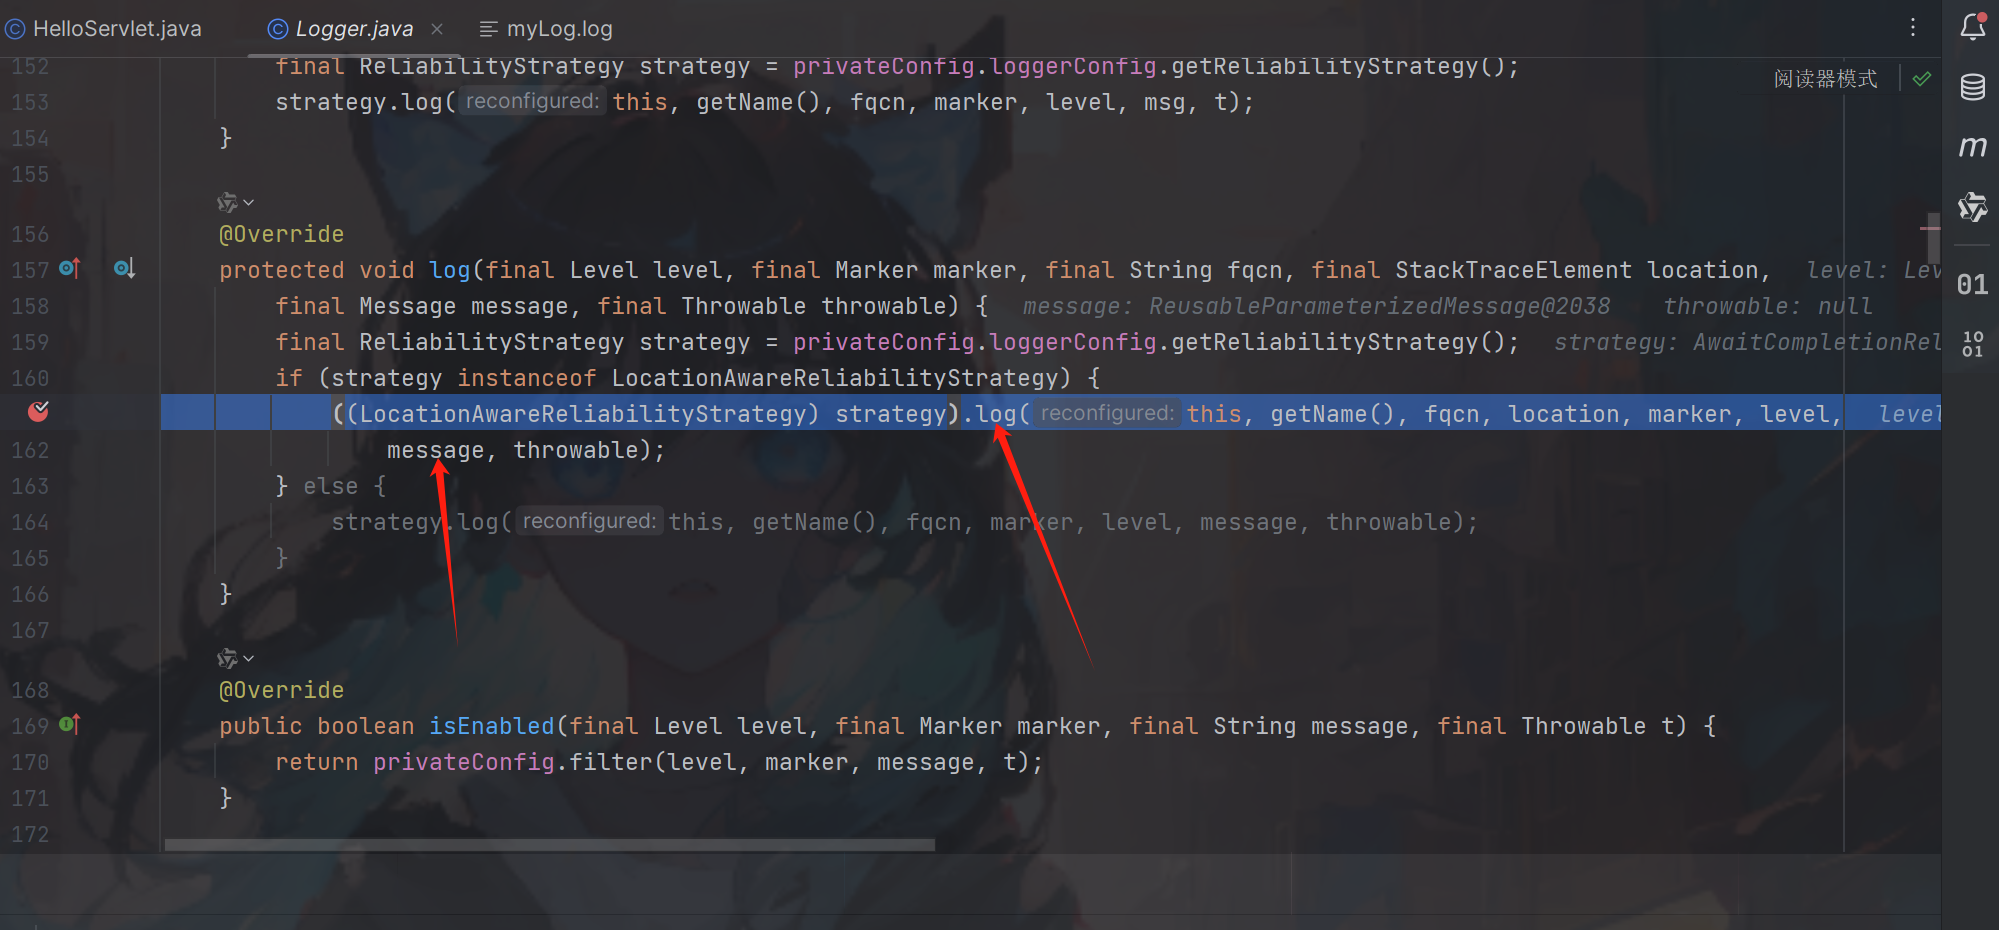 HelloServlet.java
Logger.java
myLog.log
阅读器模式
152 final ReliabilityStrategy strategy = privateConfig.loggerConfig.getReliabilityStrategy();
153 strategy.log( reconfigured: this, getName(), fqcn, marker, level, msg, t);
154 }
155
156 @Override
157 protected void log(final Level level, final Marker marker, final String fqcn, final StackTraceElement location, level: Lev
158 final Message message, final Throwable throwable) { message: ReusableParameterizedMessage@2038 throwable: null
159 final ReliabilityStrategy strategy = privateConfig.loggerConfig.getReliabilityStrategy(); strategy: AwaitCompletionRel
160 if (strategy instanceof LocationAwareReliabilityStrategy) {
((LocationAwareReliabilityStrategy) strategy).log( reconfigured: this, getName(), fqcn, location, marker, level, level
162 message, throwable);
163 } else {
164 strategy.log( reconfigured: this, getName(), fqcn, marker, level, message, throwable);
165 }
166 }
167
168 @Override
169 public boolean isEnabled(final Level level, final Marker marker, final String message, final Throwable t) {
170 return privateConfig.filter(level, marker, message, t);
171 }
172
m
01
10
01